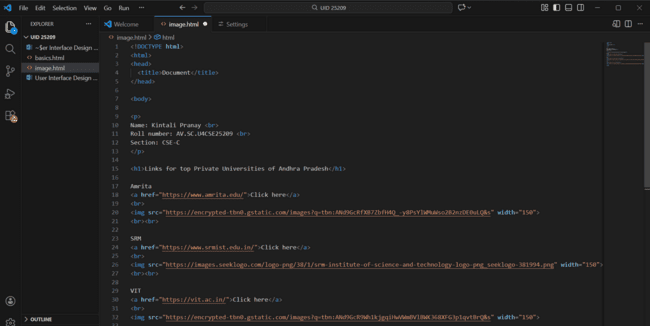 File Edit Selection View Go Run ··· UID 25209
EXPLORER ··· Welcome image.html Settings
UID 25209 image.html > html
~$er Interface Design ...
basics.html
image.html
User Interface Design ...
1 <!DOCTYPE html>
2 <html>
3 <head>
4 <title>Document</title>
5 </head>
6
7 <body>
8
9 <p>
10 Name: Kintali Pranay <br>
11 Roll number: AV.SC.U4CSE25209 <br>
12 Section: CSE-C
13 </p>
14
15 <h1>Links for top Private Universities of Andhra Pradesh</h1>
16
17 Amrita
18 <a href="https://www.amrita.edu/">Click here</a>
19 <br>
20 <img src="https://encrypted-tbn0.gstatic.com/images?q=tbn: width="150">
21 <br><br>
22
23 SRM
24 <a href="https://www.srmist.edu.in/">Click here</a>
25 <br>
26 <img src="https://images.seeklogo.com/logo-png/38/1/srm-institute-of-science-and-technology-logo-png_seeklogo-381994.png" width="150">
27 <br><br>
28
29 VIT
30 <a href="https://vit.ac.in/">Click here</a>
31 <br>
32 <img src="https://encrypted-tbn0.gstatic.com/images?q=tbn: width="150">
OUTLINE